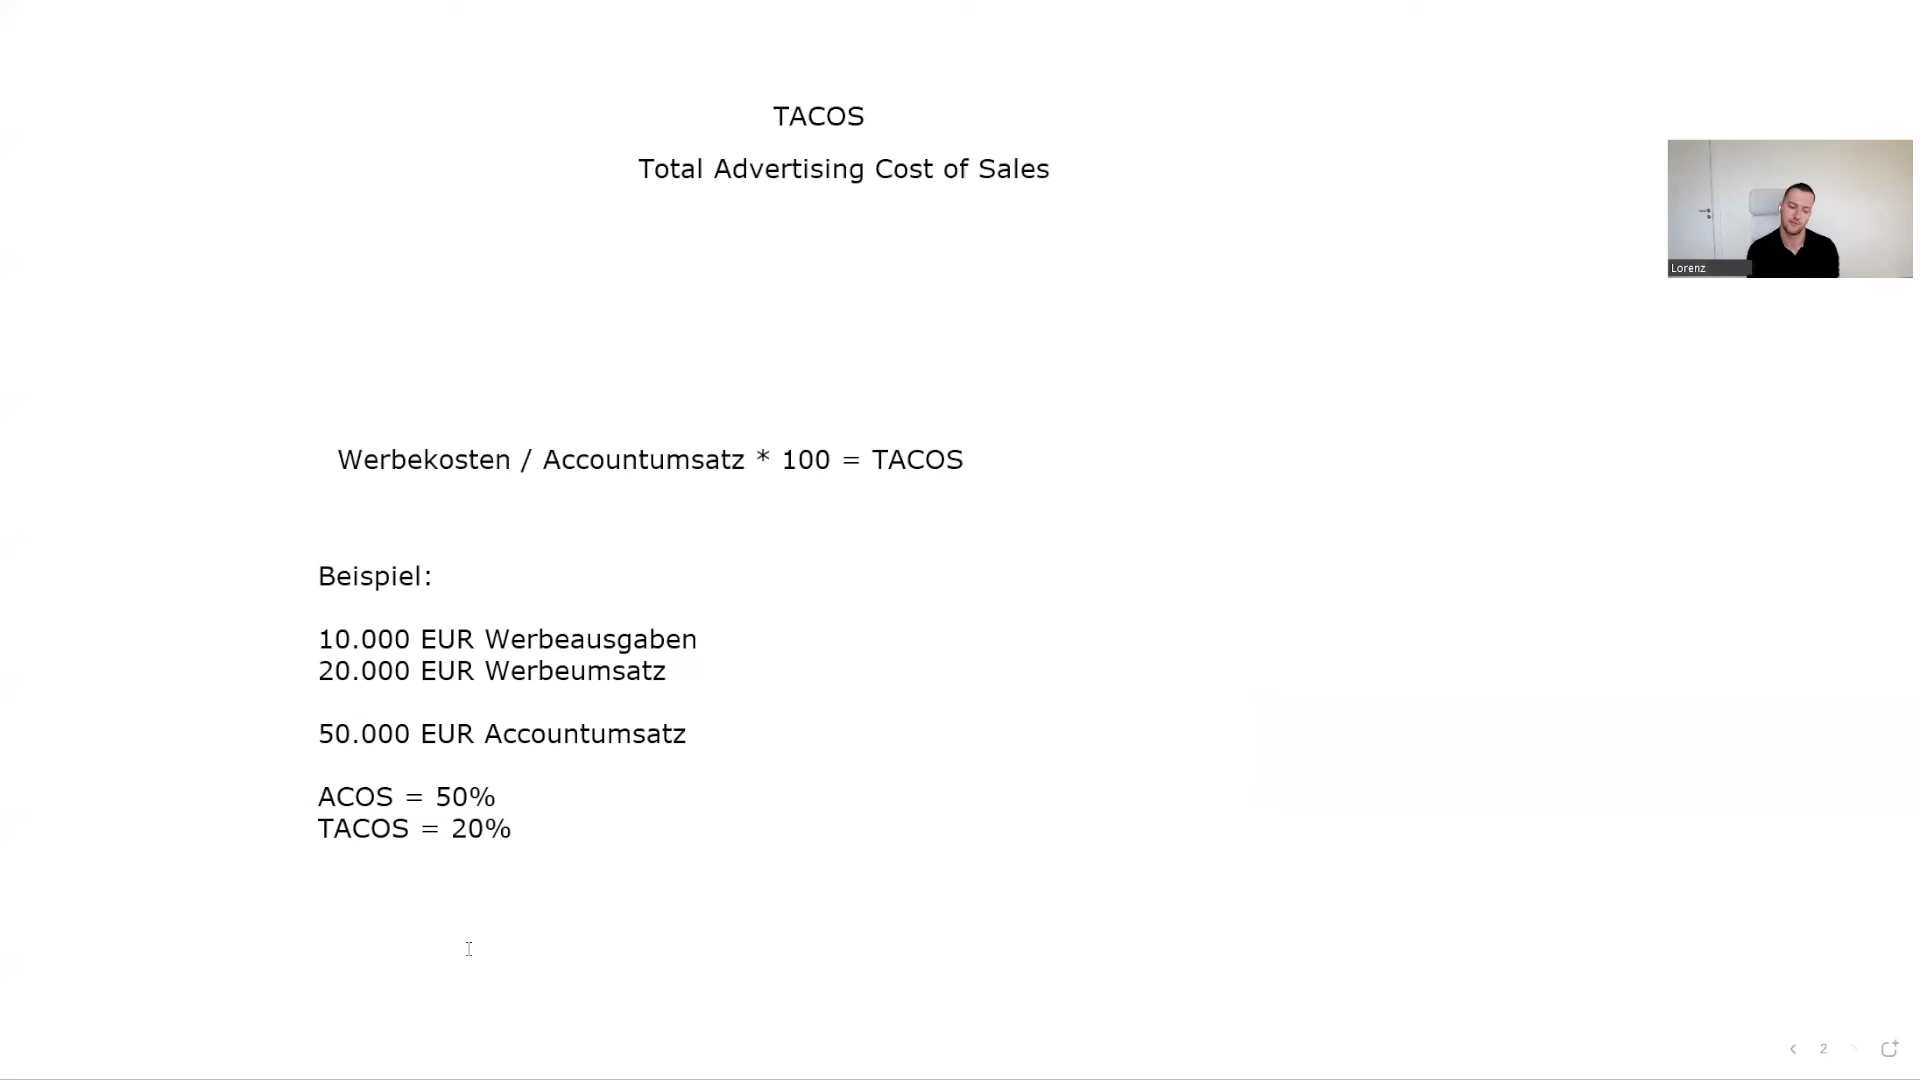 TACOS
Total Advertising Cost of Sales
Lorenz
Werbekosten / Accountumsatz * 100 = TACOS
Beispiel:
10.000 EUR Werbeausgaben
20.000 EUR Werbeumsatz
50.000 EUR Accountumsatz
ACOS = 50%
TACOS = 20%
2